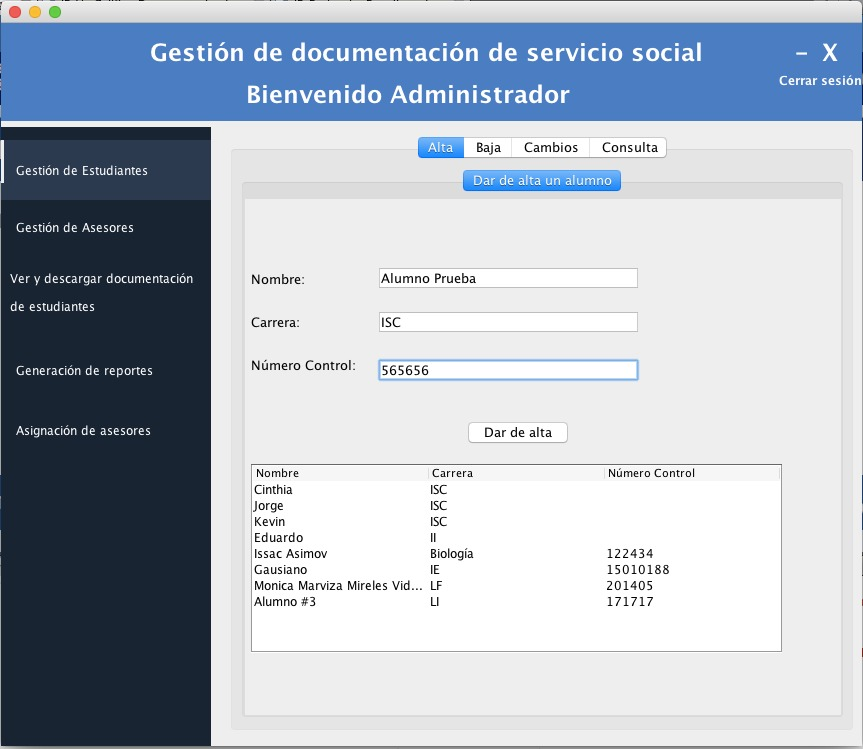 Gestión de documentación de servicio social
– X
Bienvenido Administrador
Cerrar sesión
Gestión de Estudiantes
Gestión de Asesores
Ver y descargar documentación
de estudiantes
Generación de reportes
Asignación de asesores
Alta Baja Cambios Consulta
Dar de alta un alumno
Nombre: Alumno Prueba
Carrera: ISC
Número Control: 565656
Dar de alta
Nombre Carrera Número Control
Cinthia ISC
Jorge ISC
Kevin ISC
Eduardo II
Issac Asimov Biología 122434
Gausiano IE 15010188
Monica Marviza Mireles Vid... LF 201405
Alumno #3 LI 171717